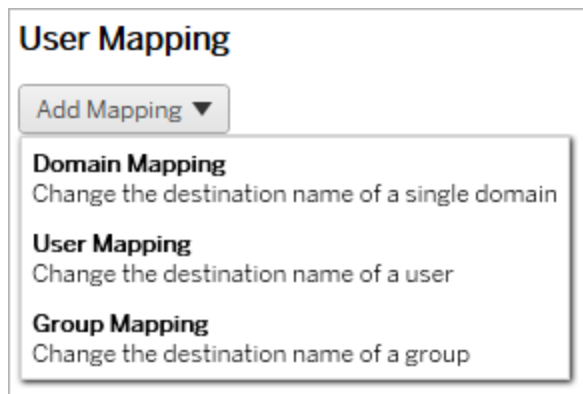 User Mapping
Add Mapping ▼
Domain Mapping
Change the destination name of a single domain
User Mapping
Change the destination name of a user
Group Mapping
Change the destination name of a group